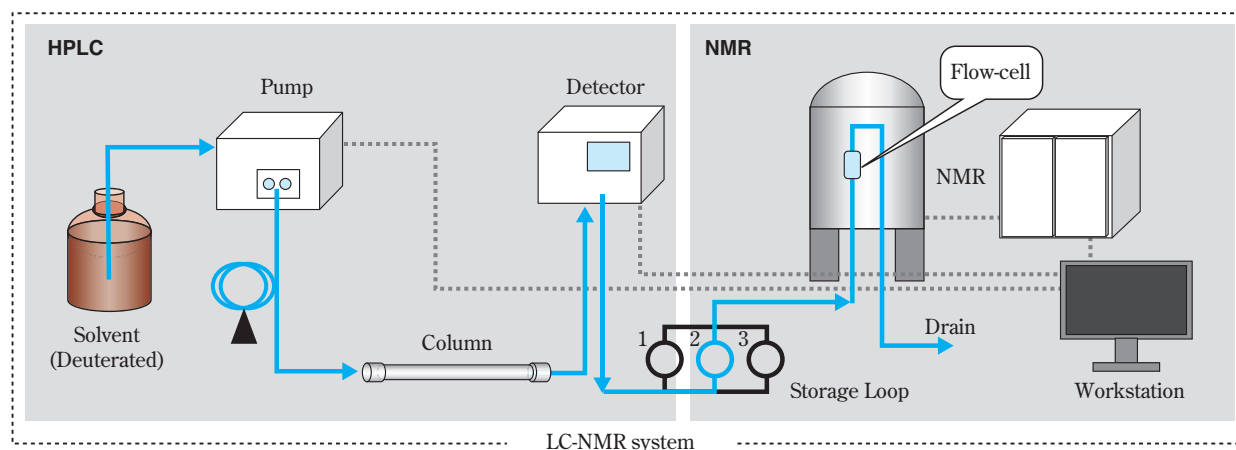 HPLC
NMR
Flow-cell
Pump
Detector
NMR
Solvent
(Deuterated)
Column
1
2
3
Drain
Storage Loop
Workstation
LC-NMR system